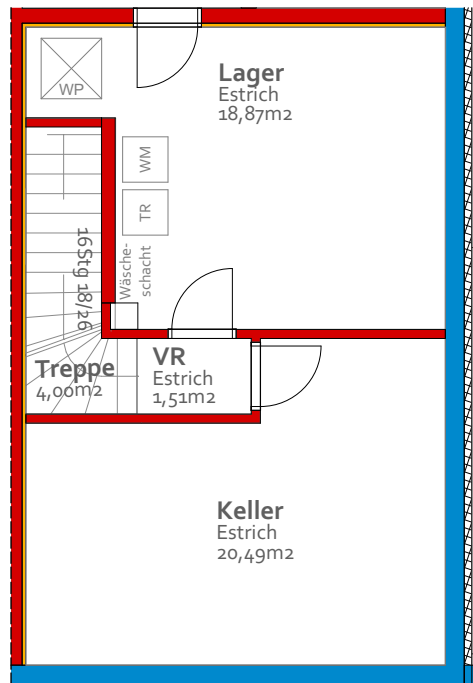 WP
Lager
Estrich
18,87m2
WM
TR
Wäsche-
schacht
16Stg 18/26
Treppe
4,00m2
VR
Estrich
1,51m2
Keller
Estrich
20,49m2